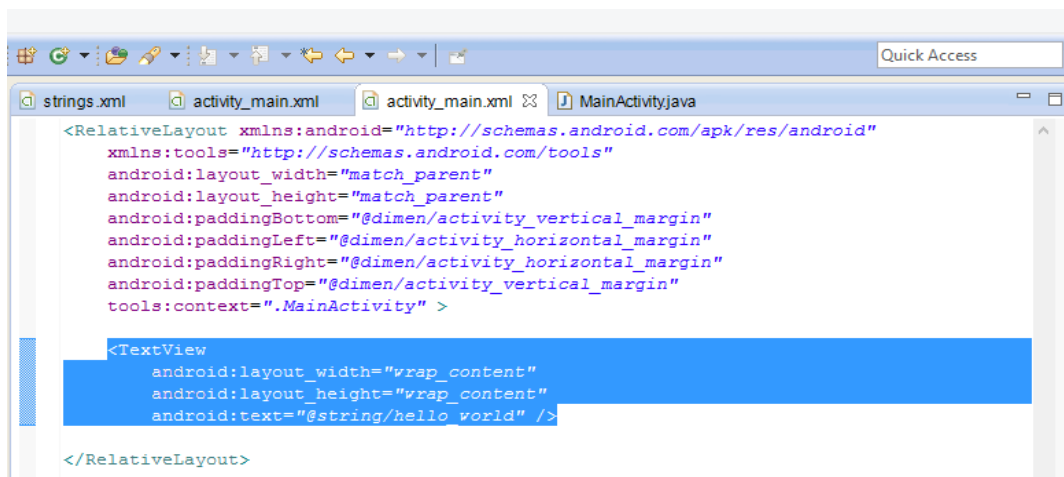 Quick Access
strings.xml activity_main.xml activity_main.xml MainActivity.java
<RelativeLayout xmlns:android="http://schemas.android.com/apk/res/android"
xmlns:tools="http://schemas.android.com/tools"
android:layout_width="match_parent"
android:layout_height="match_parent"
android:paddingBottom="@dimen/activity_vertical_margin"
android:paddingLeft="@dimen/activity_horizontal_margin"
android:paddingRight="@dimen/activity_horizontal_margin"
android:paddingTop="@dimen/activity_vertical_margin"
tools:context=".MainActivity" >
<TextView
android:layout_width="wrap_content"
android:layout_height="wrap_content"
android:text="@string/hello_world" />
</RelativeLayout>